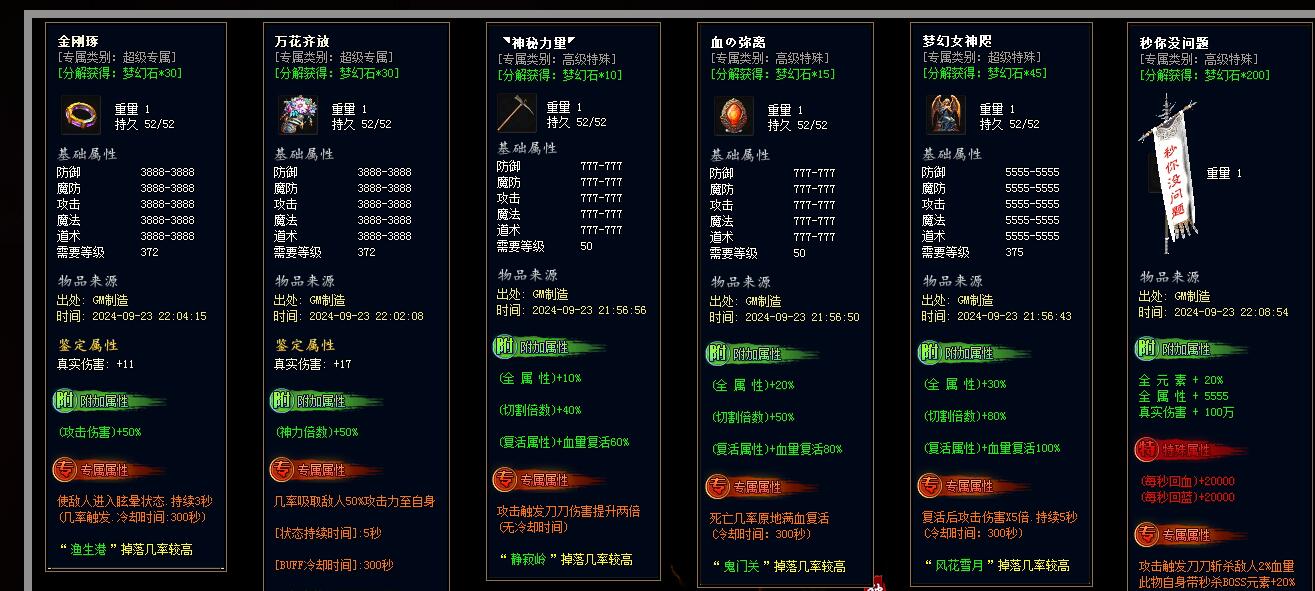 金刚琢
[专属类别: 超级专属]
[分解获得: 梦幻石*30]
重量 1
持久 52/52
基础属性
防御 3888-3888
魔防 3888-3888
攻击 3888-3888
魔法 3888-3888
道术 3888-3888
需要等级 372
物品来源
出处: GM制造
时间: 2024-09-23 22:04:15
鉴定属性
真实伤害: +11
附 附加属性
(攻击伤害)+50%
专 专属属性
使敌人进入眩晕状态.持续3秒
(几率触发.冷却时间:300秒)
“渔生港”掉落几率较高
万花齐放
[专属类别: 超级专属]
[分解获得: 梦幻石*30]
重量 1
持久 52/52
基础属性
防御 3888-3888
魔防 3888-3888
攻击 3888-3888
魔法 3888-3888
道术 3888-3888
需要等级 372
物品来源
出处: GM制造
时间: 2024-09-23 22:02:08
鉴定属性
真实伤害: +17
附 附加属性
(神力倍数)+50%
专 专属属性
几率吸取敌人50%攻击力至自身
[状态持续时间]:5秒
[BUFF冷却时间]:300秒
◥神秘力量◤
[专属类别: 高级特殊]
[分解获得: 梦幻石*10]
重量 1
持久 52/52
基础属性
防御 777-777
魔防 777-777
攻击 777-777
魔法 777-777
道术 777-777
需要等级 50
物品来源
出处: GM制造
时间: 2024-09-23 21:56:56
附 附加属性
(全 属 性)+10%
(切割倍数)+40%
(复活属性)+血量复活60%
专 专属属性
攻击触发刀刀伤害提升两倍
(无冷却时间)
“静寂岭”掉落几率较高
血の弥离
[专属类别: 高级特殊]
[分解获得: 梦幻石*15]
重量 1
持久 52/52
基础属性
防御 777-777
魔防 777-777
攻击 777-777
魔法 777-777
道术 777-777
需要等级 50
物品来源
出处: GM制造
时间: 2024-09-23 21:56:50
附 附加属性
(全 属 性)+20%
(切割倍数)+50%
(复活属性)+血量复活80%
专 专属属性
死亡几率原地满血复活
(冷却时间: 300秒)
“鬼门关”掉落几率较高
梦幻女神咫
[专属类别: 超级特殊]
[分解获得: 梦幻石*45]
重量 1
持久 52/52
基础属性
防御 5555-5555
魔防 5555-5555
攻击 5555-5555
魔法 5555-5555
道术 5555-5555
需要等级 375
物品来源
出处: GM制造
时间: 2024-09-23 21:56:43
附 附加属性
(全 属 性)+30%
(切割倍数)+80%
(复活属性)+血量复活100%
专 专属属性
复活后攻击伤害X5倍.持续5秒
(冷却时间: 300秒)
“风花雪月”掉落几率较高
秒你没问题
[专属类别: 高级特殊]
[分解获得: 梦幻石*200]
秒你没问题
重量 1
物品来源
出处: GM制造
时间: 2024-09-23 22:08:54
附 附加属性
全 元 素 + 20%
全 属 性 + 5555
真实伤害 + 100万
特 特殊属性
(每秒回血)+20000
(每秒回蓝)+20000
专 专属属性
攻击触发刀刀斩杀敌人2%血量
此物自身带秒杀BOSS元素+20%